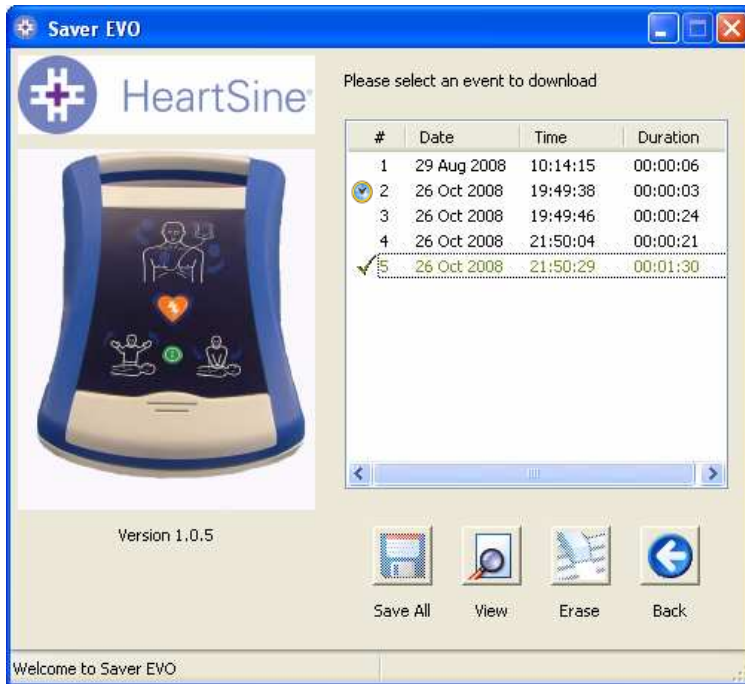 Saver EVO
HeartSine
Please select an event to download
# Date Time Duration
1 29 Aug 2008 10:14:15 00:00:06
2 26 Oct 2008 19:49:38 00:00:03
3 26 Oct 2008 19:49:46 00:00:24
4 26 Oct 2008 21:50:04 00:00:21
5 26 Oct 2008 21:50:29 00:01:30
Version 1.0.5
Save All View Erase Back
Welcome to Saver EVO